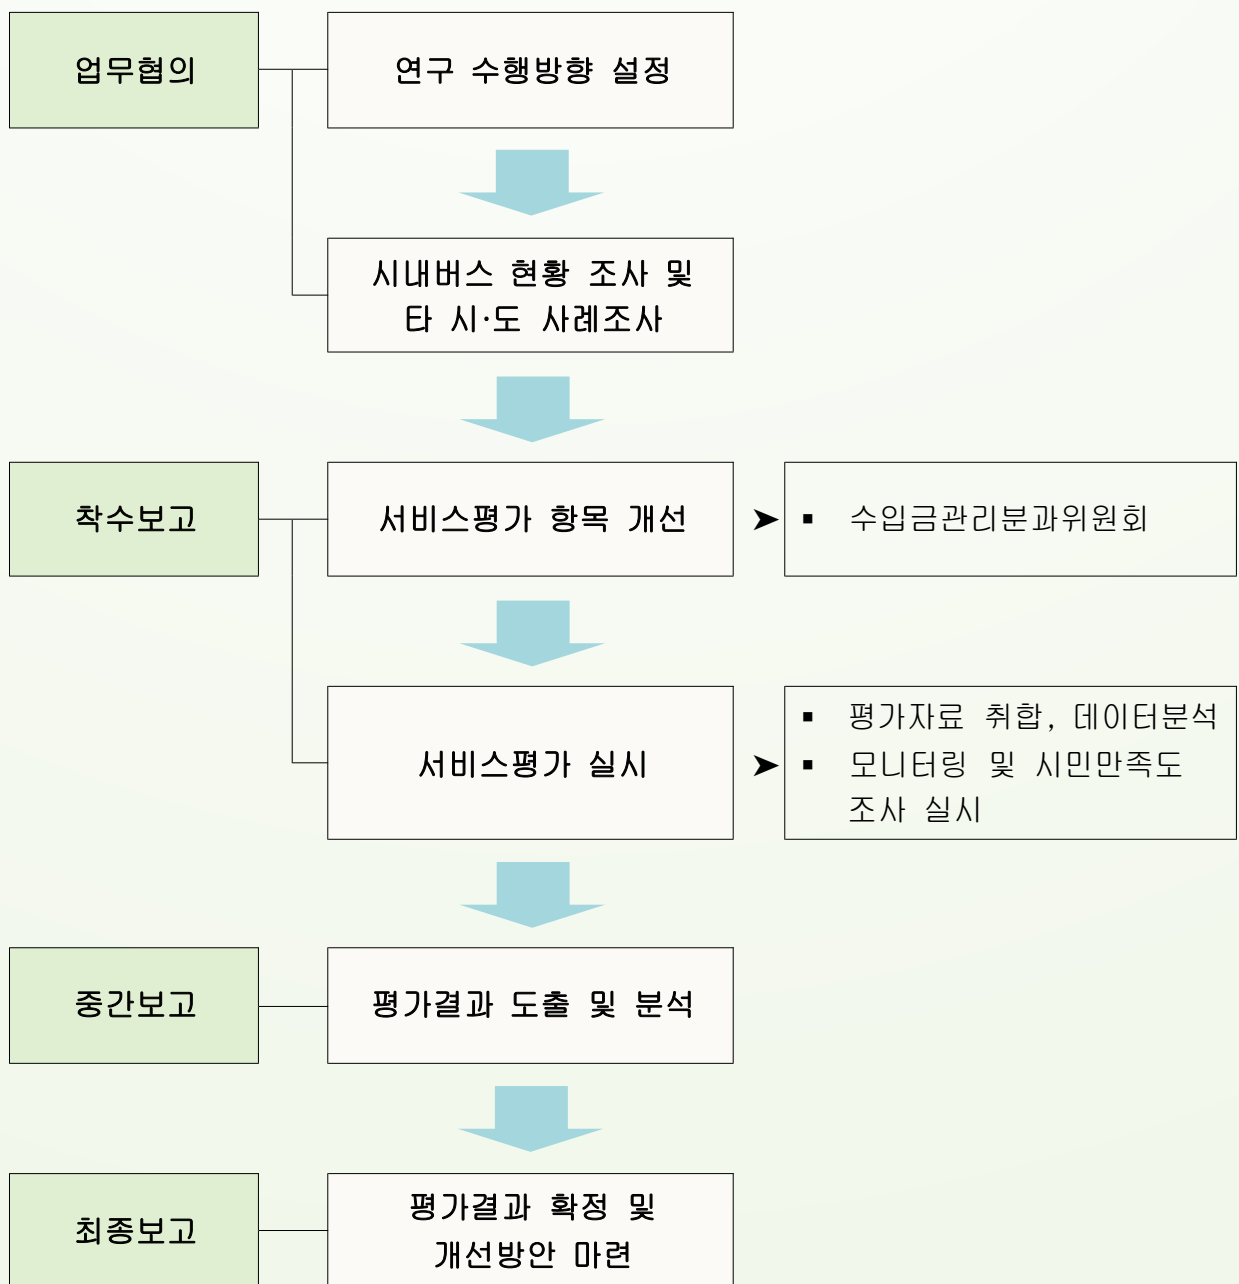 업무협의
연구 수행방향 설정
시내버스 현황 조사 및
타 시·도 사례조사
착수보고
서비스평가 항목 개선
➤ ▪ 수입금관리분과위원회
서비스평가 실시
➤ ▪ 평가자료 취합, 데이터분석
▪ 모니터링 및 시민만족도
조사 실시
중간보고
평가결과 도출 및 분석
최종보고
평가결과 확정 및
개선방안 마련